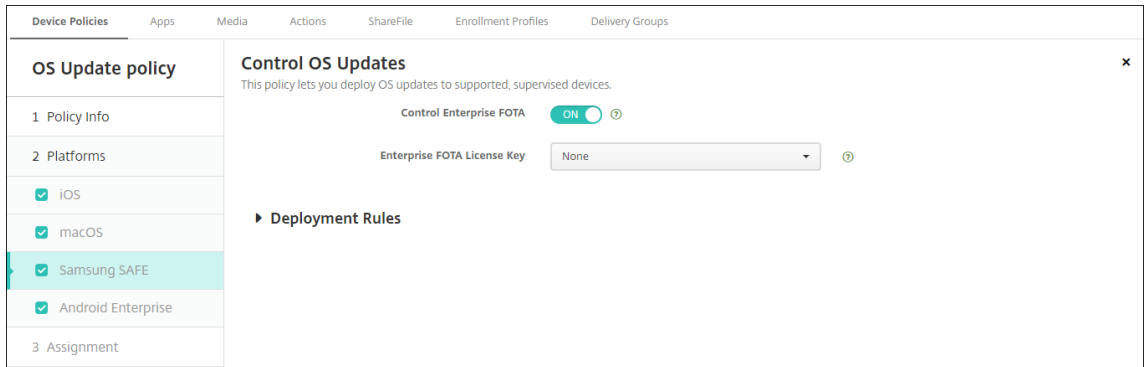 Device Policies Apps Media Actions ShareFile Enrollment Profiles Delivery Groups
OS Update policy
1 Policy Info
2 Platforms
iOS
macOS
Samsung SAFE
Android Enterprise
3 Assignment
Control OS Updates
This policy lets you deploy OS updates to supported, supervised devices.
Control Enterprise FOTA ON
Enterprise FOTA License Key None
Deployment Rules